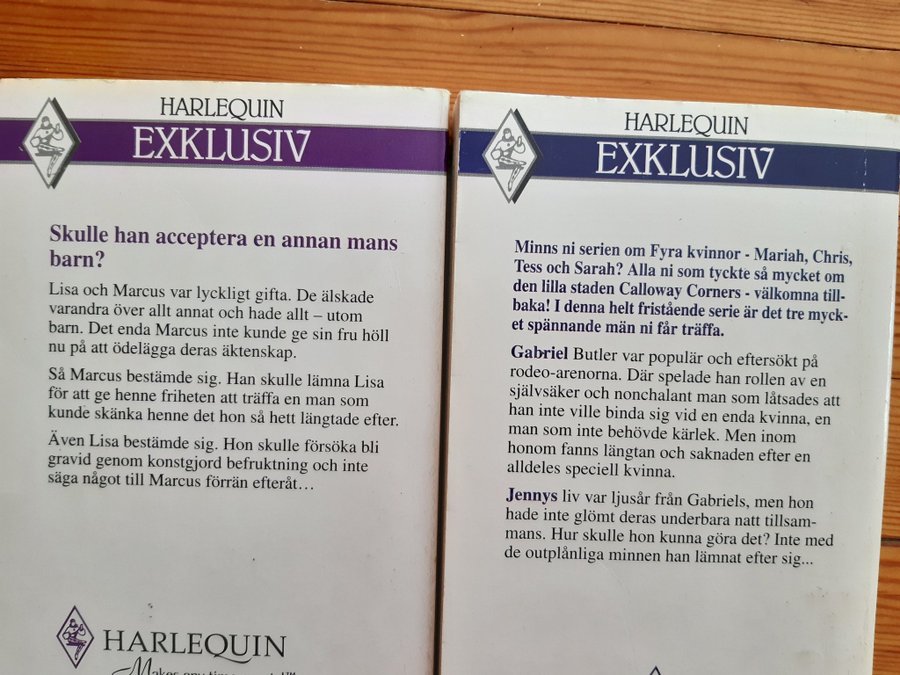 HARLEQUIN
EXKLUSIV
Skulle han acceptera en annan mans
barn?
Lisa och Marcus var lyckligt gifta. De älskade
varandra över allt annat och hade allt – utom
barn. Det enda Marcus inte kunde ge sin fru höll
nu på att ödelägga deras äktenskap.
Så Marcus bestämde sig. Han skulle lämna Lisa
för att ge henne friheten att träffa en man som
kunde skänka henne det hon så hett längtade efter.
Även Lisa bestämde sig. Hon skulle försöka bli
gravid genom konstgjord befruktning och inte
säga något till Marcus förrän efteråt…
HARLEQUIN
Makes any time
HARLEQUIN
EXKLUSIV
Minns ni serien om Fyra kvinnor - Mariah, Chris,
Tess och Sarah? Alla ni som tyckte så mycket om
den lilla staden Calloway Corners - välkomna till-
baka! I denna helt fristående serie är det tre myck-
et spännande män ni får träffa.
Gabriel Butler var populär och eftersökt på
rodeo-arenorna. Där spelade han rollen av en
självsäker och nonchalant man som låtsades att
han inte ville binda sig vid en enda kvinna, en
man som inte behövde kärlek. Men inom
honom fanns längtan och saknaden efter en
alldeles speciell kvinna.
Jennys liv var ljusår från Gabriels, men hon
hade inte glömt deras underbara natt tillsam-
mans. Hur skulle hon kunna göra det? Inte med
de outplånliga minnen han lämnat efter sig...